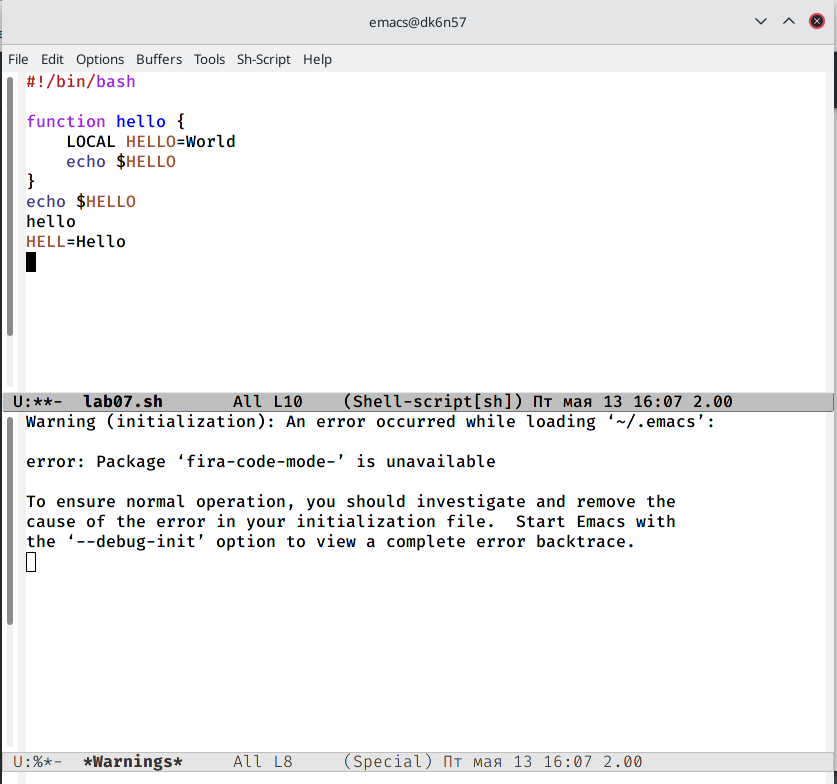 emacs@dk6n57
File Edit Options Buffers Tools Sh-Script Help
#!/bin/bash
function hello {
    LOCAL HELLO=World
    echo $HELLO
}
echo $HELLO
hello
HELL=Hello
U:**-  lab07.sh       All L10    (Shell-script[sh]) Пт мая 13 16:07 2.00
Warning (initialization): An error occurred while loading ‘~/.emacs’:
error: Package ‘fira-code-mode-’ is unavailable
To ensure normal operation, you should investigate and remove the
cause of the error in your initialization file.  Start Emacs with
the ‘--debug-init’ option to view a complete error backtrace.
U:%*-  *Warnings*     All L8     (Special) Пт мая 13 16:07 2.00